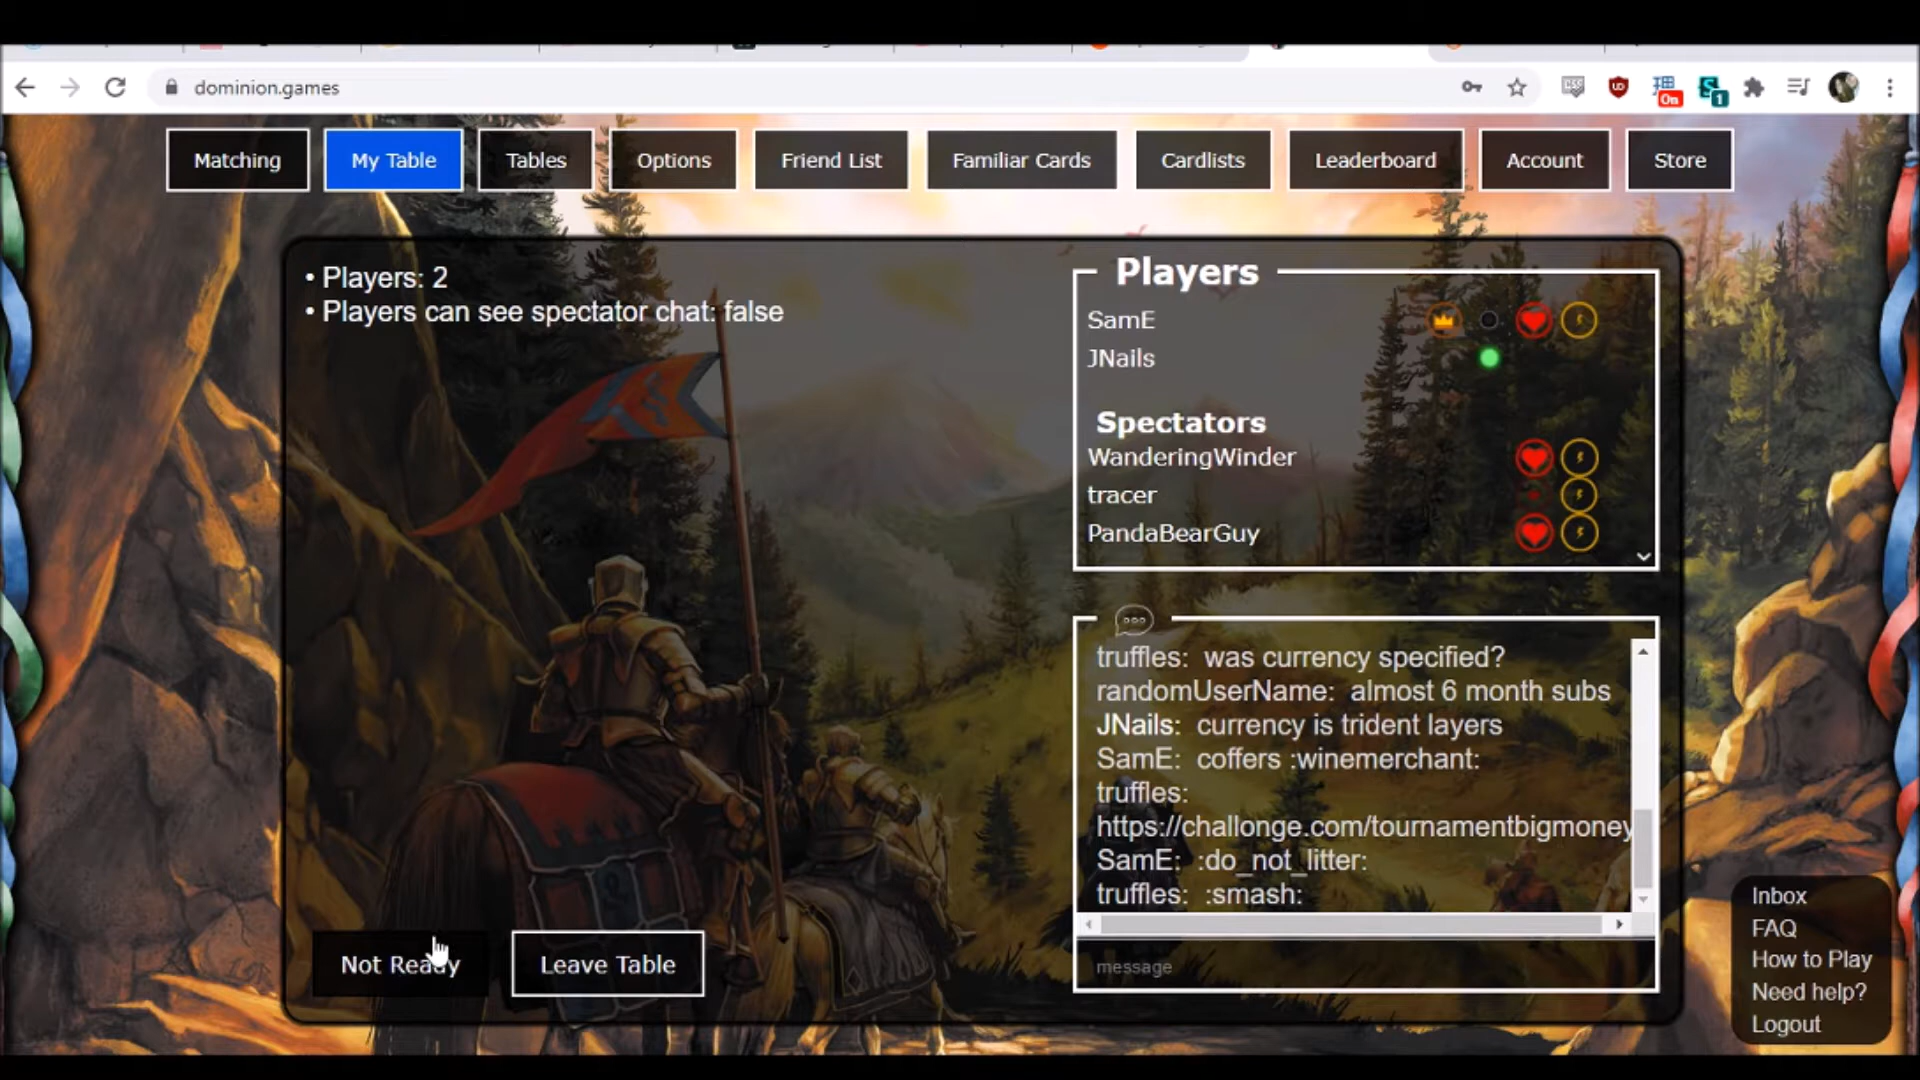 dominion.games
On
1
Matching
My Table
Tables
Options
Friend List
Familiar Cards
Cardlists
Leaderboard
Account
Store
• Players: 2
• Players can see spectator chat: false
Players
SamE
JNails
Spectators
WanderingWinder
tracer
PandaBearGuy
truffles: was currency specified?
randomUserName: almost 6 month subs
JNails: currency is trident layers
SamE: coffers :winemerchant:
truffles:
https://challonge.com/tournamentbigmoney
SamE: :do_not_litter:
truffles: :smash:
message
Not Ready
Leave Table
Inbox
FAQ
How to Play
Need help?
Logout